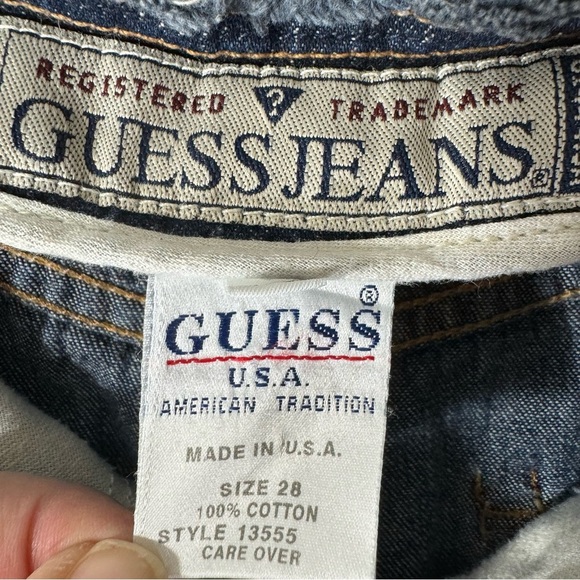 REGISTERED ? TRADEMARK
GUESS JEANS ®
GUESS ®
U.S.A.
AMERICAN TRADITION
MADE IN U.S.A.
SIZE 28
100% COTTON
STYLE 13555
CARE OVER